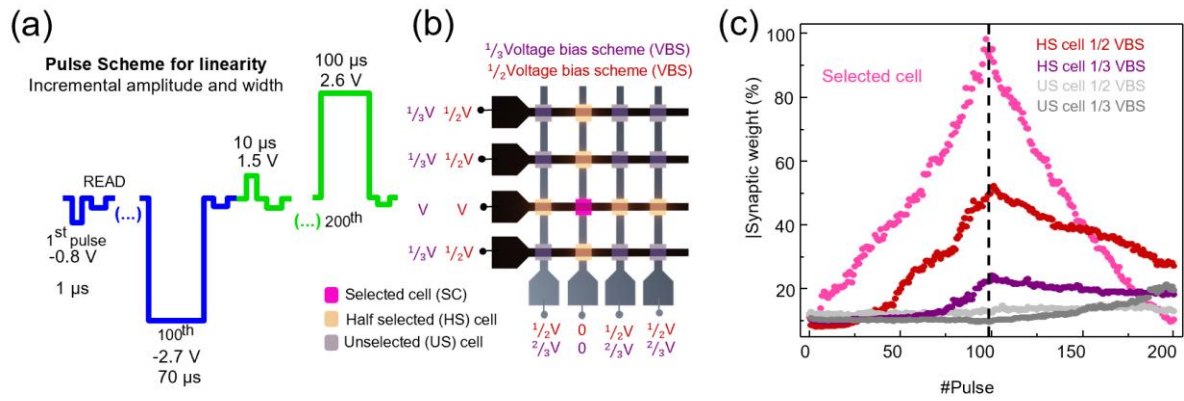 (a)
Pulse Scheme for linearity
Incremental amplitude and width
100 µs
2.6 V
10 µs
1.5 V
READ
(...)
(...)
200th
1st pulse
-0.8 V
1 µs
100th
-2.7 V
70 µs
(b)
1/3Voltage bias scheme (VBS)
1/2Voltage bias scheme (VBS)
1/3V 1/2V
1/3V 1/2V
V V
1/3V 1/2V
Selected cell (SC)
Half selected (HS) cell
Unselected (US) cell
1/2V 0 1/2V 1/2V
2/3V 0 2/3V 2/3V
(c)
HS cell 1/2 VBS
HS cell 1/3 VBS
US cell 1/2 VBS
US cell 1/3 VBS
Selected cell
|Synaptic weight (%)
100
80
60
40
20
0 50 100 150 200
#Pulse